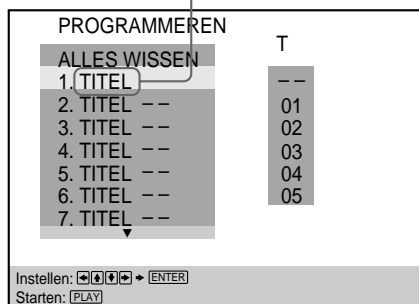 PROGRAMMEREN
T
ALLES WISSEN
1. TITEL – –
2. TITEL – – 01
3. TITEL – – 02
4. TITEL – – 03
5. TITEL – – 04
6. TITEL – – 05
7. TITEL – –
▼
Instellen: ←↑↓→ → ENTER
Starten: PLAY